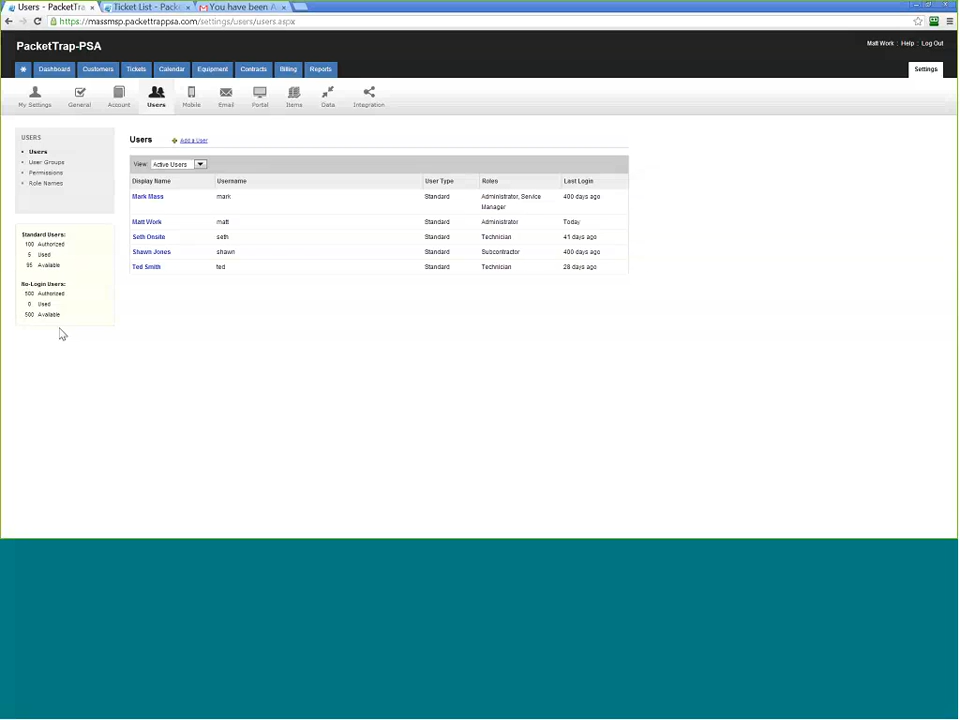 Users - PacketTra
Ticket List - Packe
You have been A
https://massmsp.packettrappsa.com/settings/users/users.aspx
PacketTrap-PSA
Matt Work Help Log Out
Dashboard Customers Tickets Calendar Equipment Contracts Billing Reports
Settings
My Settings General Account Users Mobile Email Portal Items Data Integration
USERS
Users
User Groups
Permissions
Role Names
Standard Users:
100 Authorized
5 Used
95 Available
No-Login Users:
500 Authorized
0 Used
500 Available
Users Add a User
View: Active Users
Display Name Username User Type Roles Last Login
Mark Mass mark Standard Administrator, Service Manager 400 days ago
Matt Work matt Standard Administrator Today
Seth Onsite seth Standard Technician 41 days ago
Shawn Jones shawn Standard Subcontractor 400 days ago
Ted Smith ted Standard Technician 28 days ago